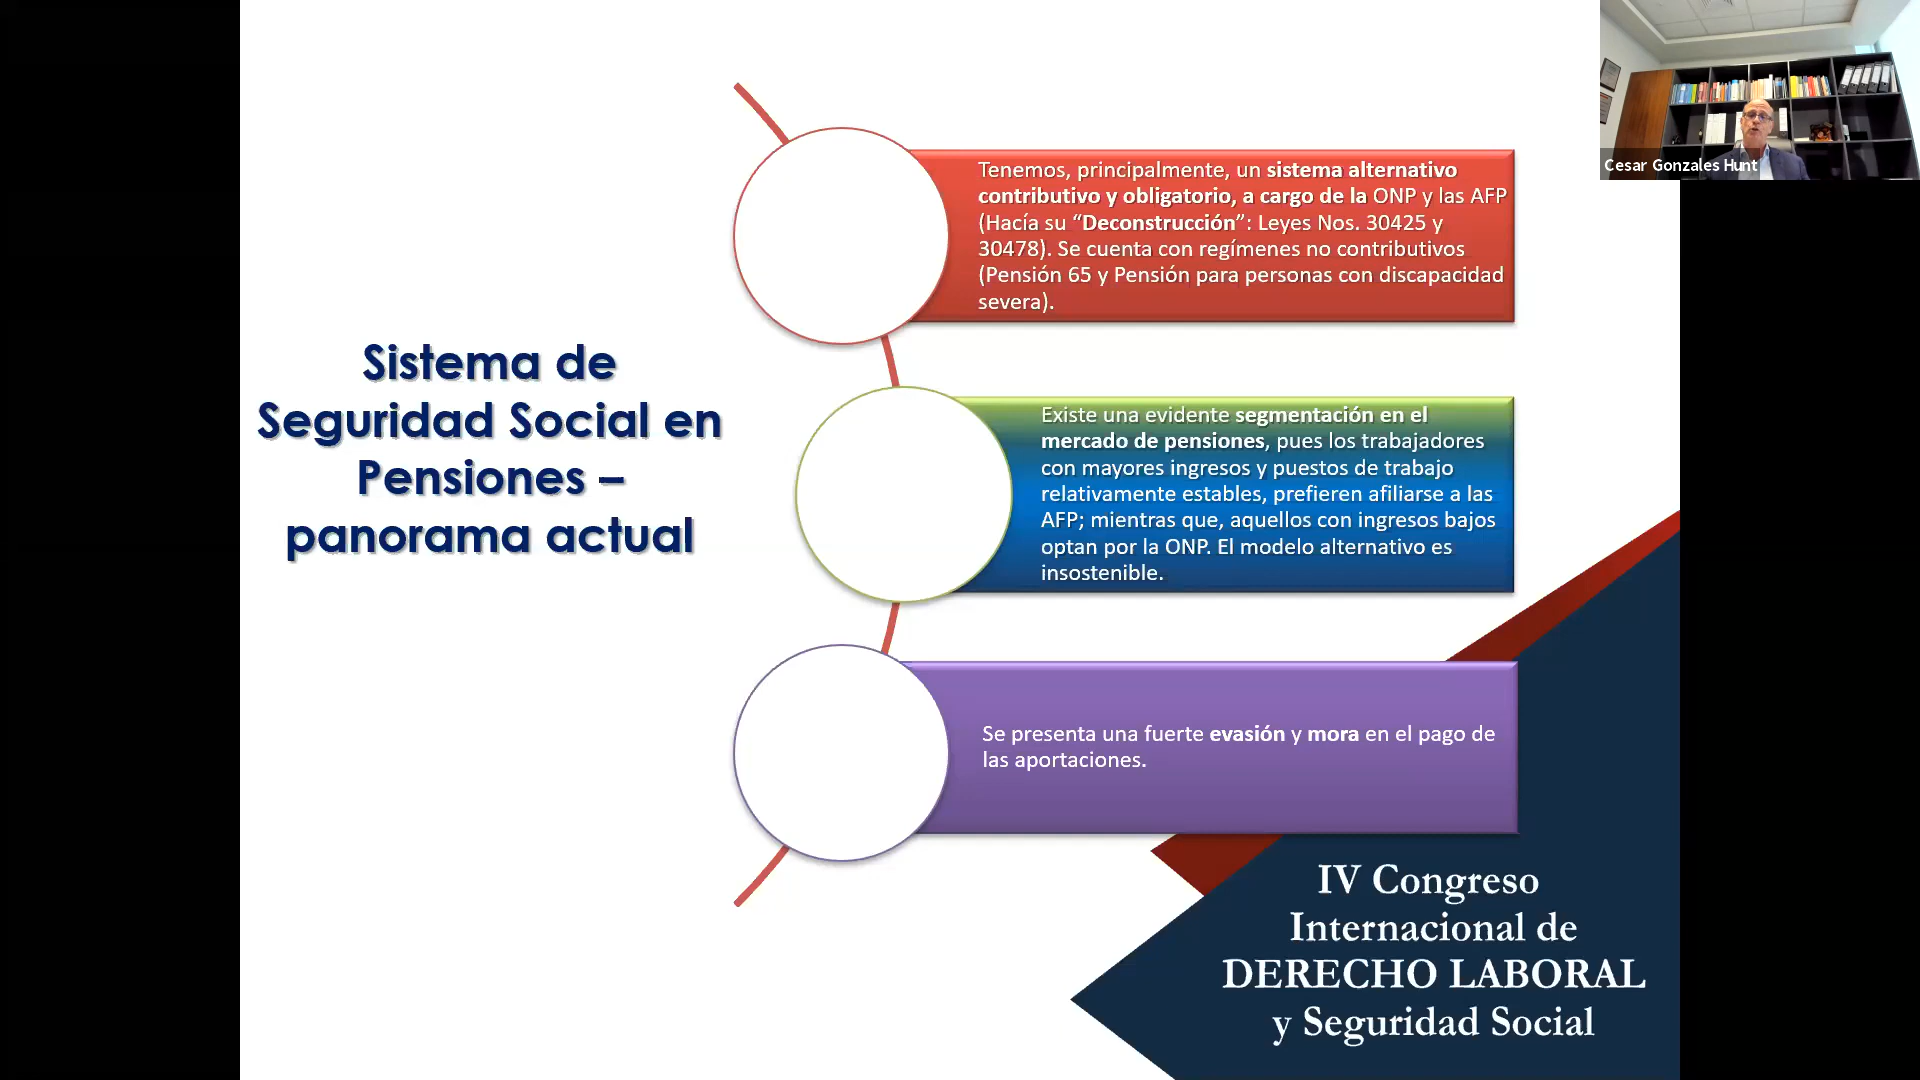 Sistema de
Seguridad Social en
Pensiones –
panorama actual
Tenemos, principalmente, un sistema alternativo
contributivo y obligatorio, a cargo de la ONP y las AFP
(Hacía su “Deconstrucción”: Leyes Nos. 30425 y
30478). Se cuenta con regímenes no contributivos
(Pensión 65 y Pensión para personas con discapacidad
severa).
Existe una evidente segmentación en el
mercado de pensiones, pues los trabajadores
con mayores ingresos y puestos de trabajo
relativamente estables, prefieren afiliarse a las
AFP; mientras que, aquellos con ingresos bajos
optan por la ONP. El modelo alternativo es
insostenible.
Se presenta una fuerte evasión y mora en el pago de
las aportaciones.
IV Congreso
Internacional de
DERECHO LABORAL
y Seguridad Social
Cesar Gonzales Hunt